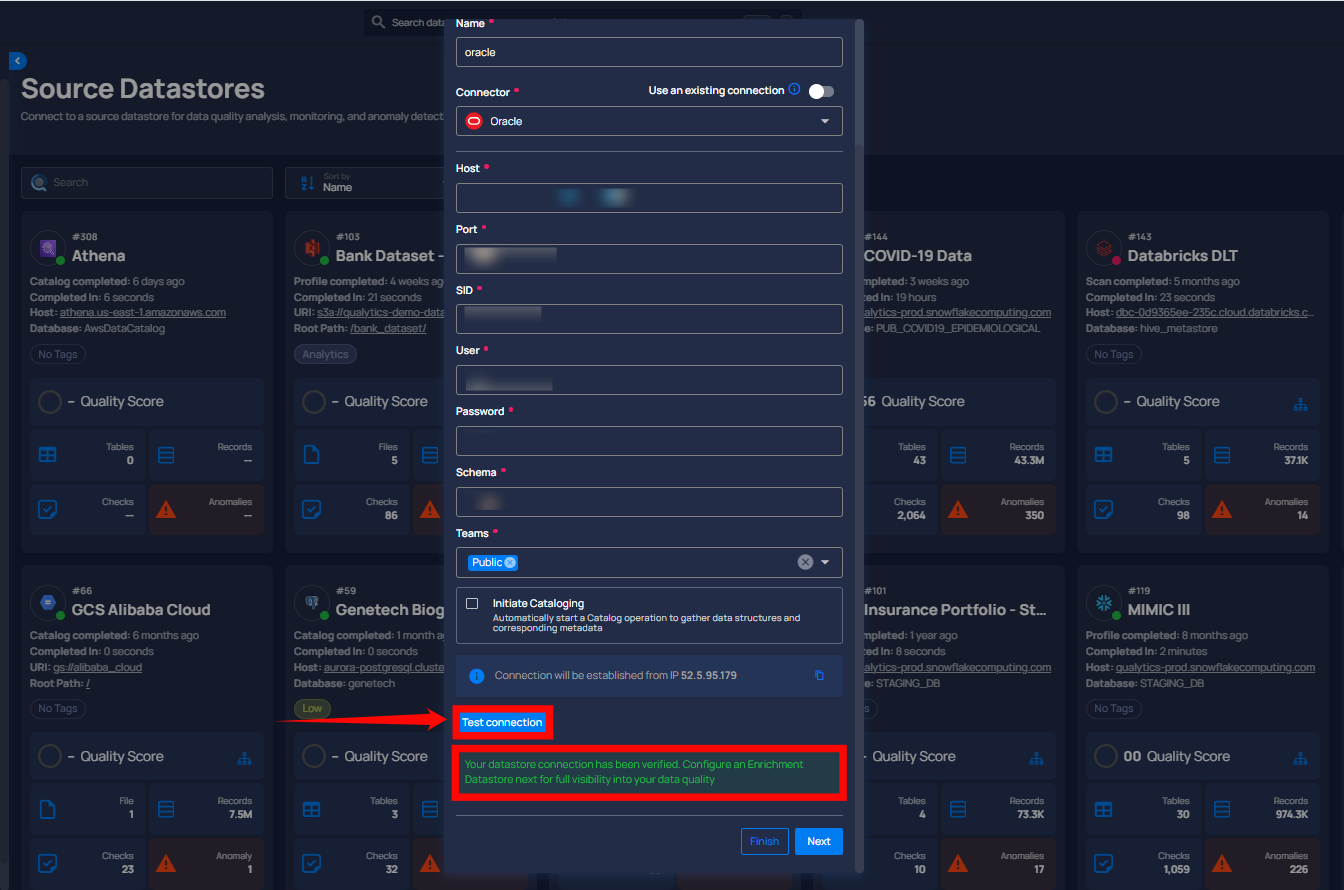 Search data
Source Datastores
Connect to a source datastore for data quality analysis, monitoring, and anomaly detect
Search
Sort by
Name
#308
Athena
Catalog completed: 6 days ago
Completed In: 6 seconds
Host: athena.us-east-1.amazonaws.com
Database: AwsDataCatalog
No Tags
– Quality Score
Tables
0
Records
--
Checks
--
Anomalies
--
#103
Bank Dataset -
Profile completed: 4 weeks ag
Completed In: 21 seconds
URI: s3a://qualytics-demo-data
Root Path: /bank_dataset/
Analytics
– Quality Score
Files
5
Checks
86
Name *
oracle
Connector *
Use an existing connection
Oracle
Host *
Port *
SID *
User *
Password *
Schema *
Teams *
Public
Initiate Cataloging
Automatically start a Catalog operation to gather data structures and
corresponding metadata
Connection will be established from IP 52.5.95.179
Test connection
Your datastore connection has been verified. Configure an Enrichment
Datastore next for full visibility into your data quality
Finish
Next
#144
COVID-19 Data
mpleted: 3 weeks ago
ed In: 19 hours
alytics-prod.snowflakecomputing.com
e: PUB_COVID19_EPIDEMIOLOGICAL
56 Quality Score
Tables
43
Records
43.3M
Checks
2,064
Anomalies
350
#143
Databricks DLT
Scan completed: 5 months ago
Completed In: 23 seconds
Host: dbc-0d9365ee-235c.cloud.databricks.c...
Database: hive_metastore
No Tags
– Quality Score
Tables
5
Records
37.1K
Checks
98
Anomalies
14
#66
GCS Alibaba Cloud
Catalog completed: 6 months ago
Completed In: 0 seconds
URI: gs://alibaba_cloud
Root Path: /
No Tags
– Quality Score
File
1
Records
7.5M
Checks
23
Anomaly
1
#59
Genetech Biog
Catalog completed: 1 month a
Completed In: 0 seconds
Host: aurora-postgresql.cluste
Database: genetech
Low
– Quality Score
Tables
3
Checks
32
#101
Insurance Portfolio - St...
mpleted: 1 year ago
ed In: 8 seconds
alytics-prod.snowflakecomputing.com
e: STAGING_DB
s
– Quality Score
Tables
4
Records
73.3K
Checks
10
Anomalies
17
#119
MIMIC III
Profile completed: 8 months ago
Completed In: 2 minutes
Host: qualytics-prod.snowflakecomputing.com
Database: STAGING_DB
No Tags
00 Quality Score
Tables
30
Records
974.3K
Checks
1,059
Anomalies
226